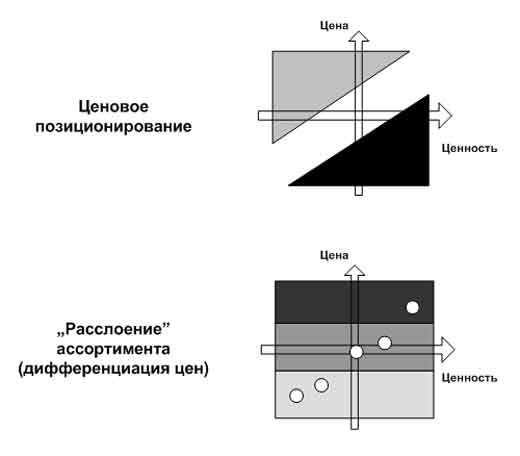 Цена
Ценовое
позиционирование
Ценность
Цена
„Расслоение”
ассортимента
(дифференциация цен)
Ценность